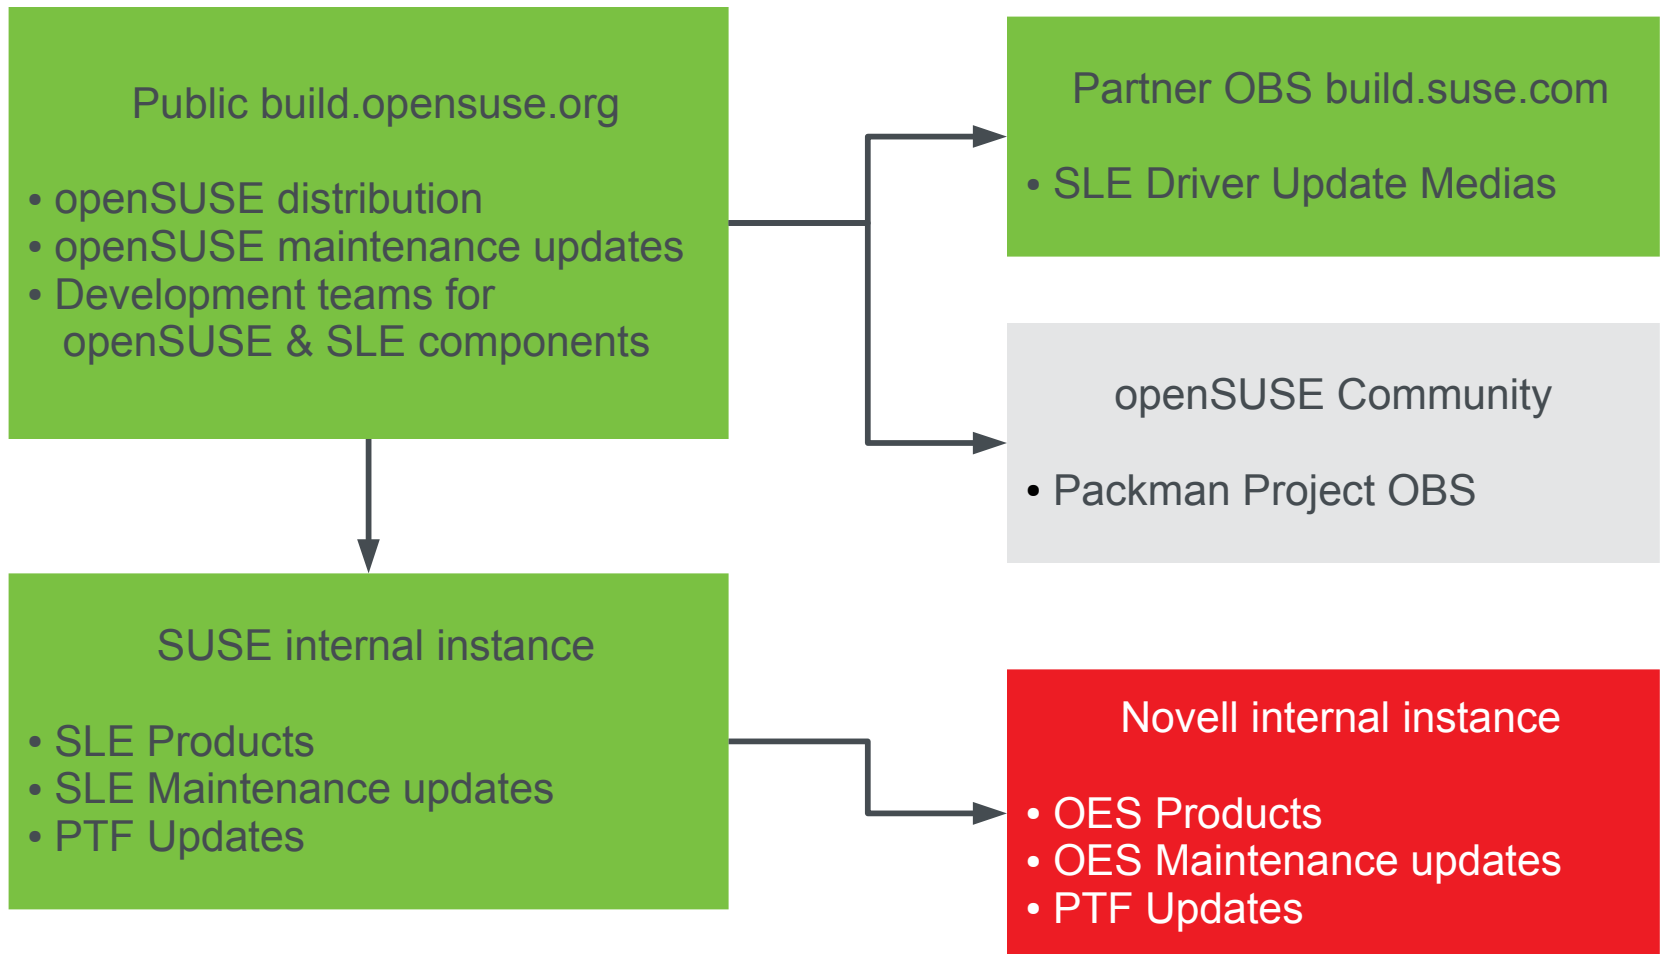 Public build.opensuse.org
• openSUSE distribution
• openSUSE maintenance updates
• Development teams for
openSUSE & SLE components
Partner OBS build.suse.com
• SLE Driver Update Medias
openSUSE Community
• Packman Project OBS
SUSE internal instance
• SLE Products
• SLE Maintenance updates
• PTF Updates
Novell internal instance
• OES Products
• OES Maintenance updates
• PTF Updates